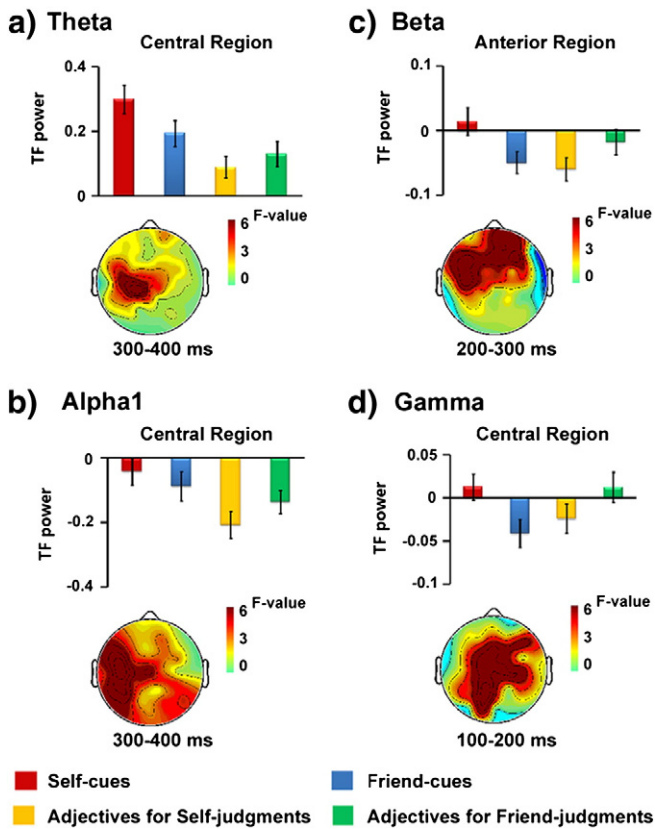 a) Theta
Central Region
0.4
0.2
0
TF power
F-value
6
3
0
300-400 ms
c) Beta
Anterior Region
0.1
0
-0.1
TF power
F-value
6
3
0
200-300 ms
b) Alpha1
Central Region
0
-0.2
-0.4
TF power
F-value
6
3
0
300-400 ms
d) Gamma
Central Region
0.05
0
-0.05
-0.1
TF power
F-value
6
3
0
100-200 ms
Self-cues
Friend-cues
Adjectives for Self-judgments
Adjectives for Friend-judgments